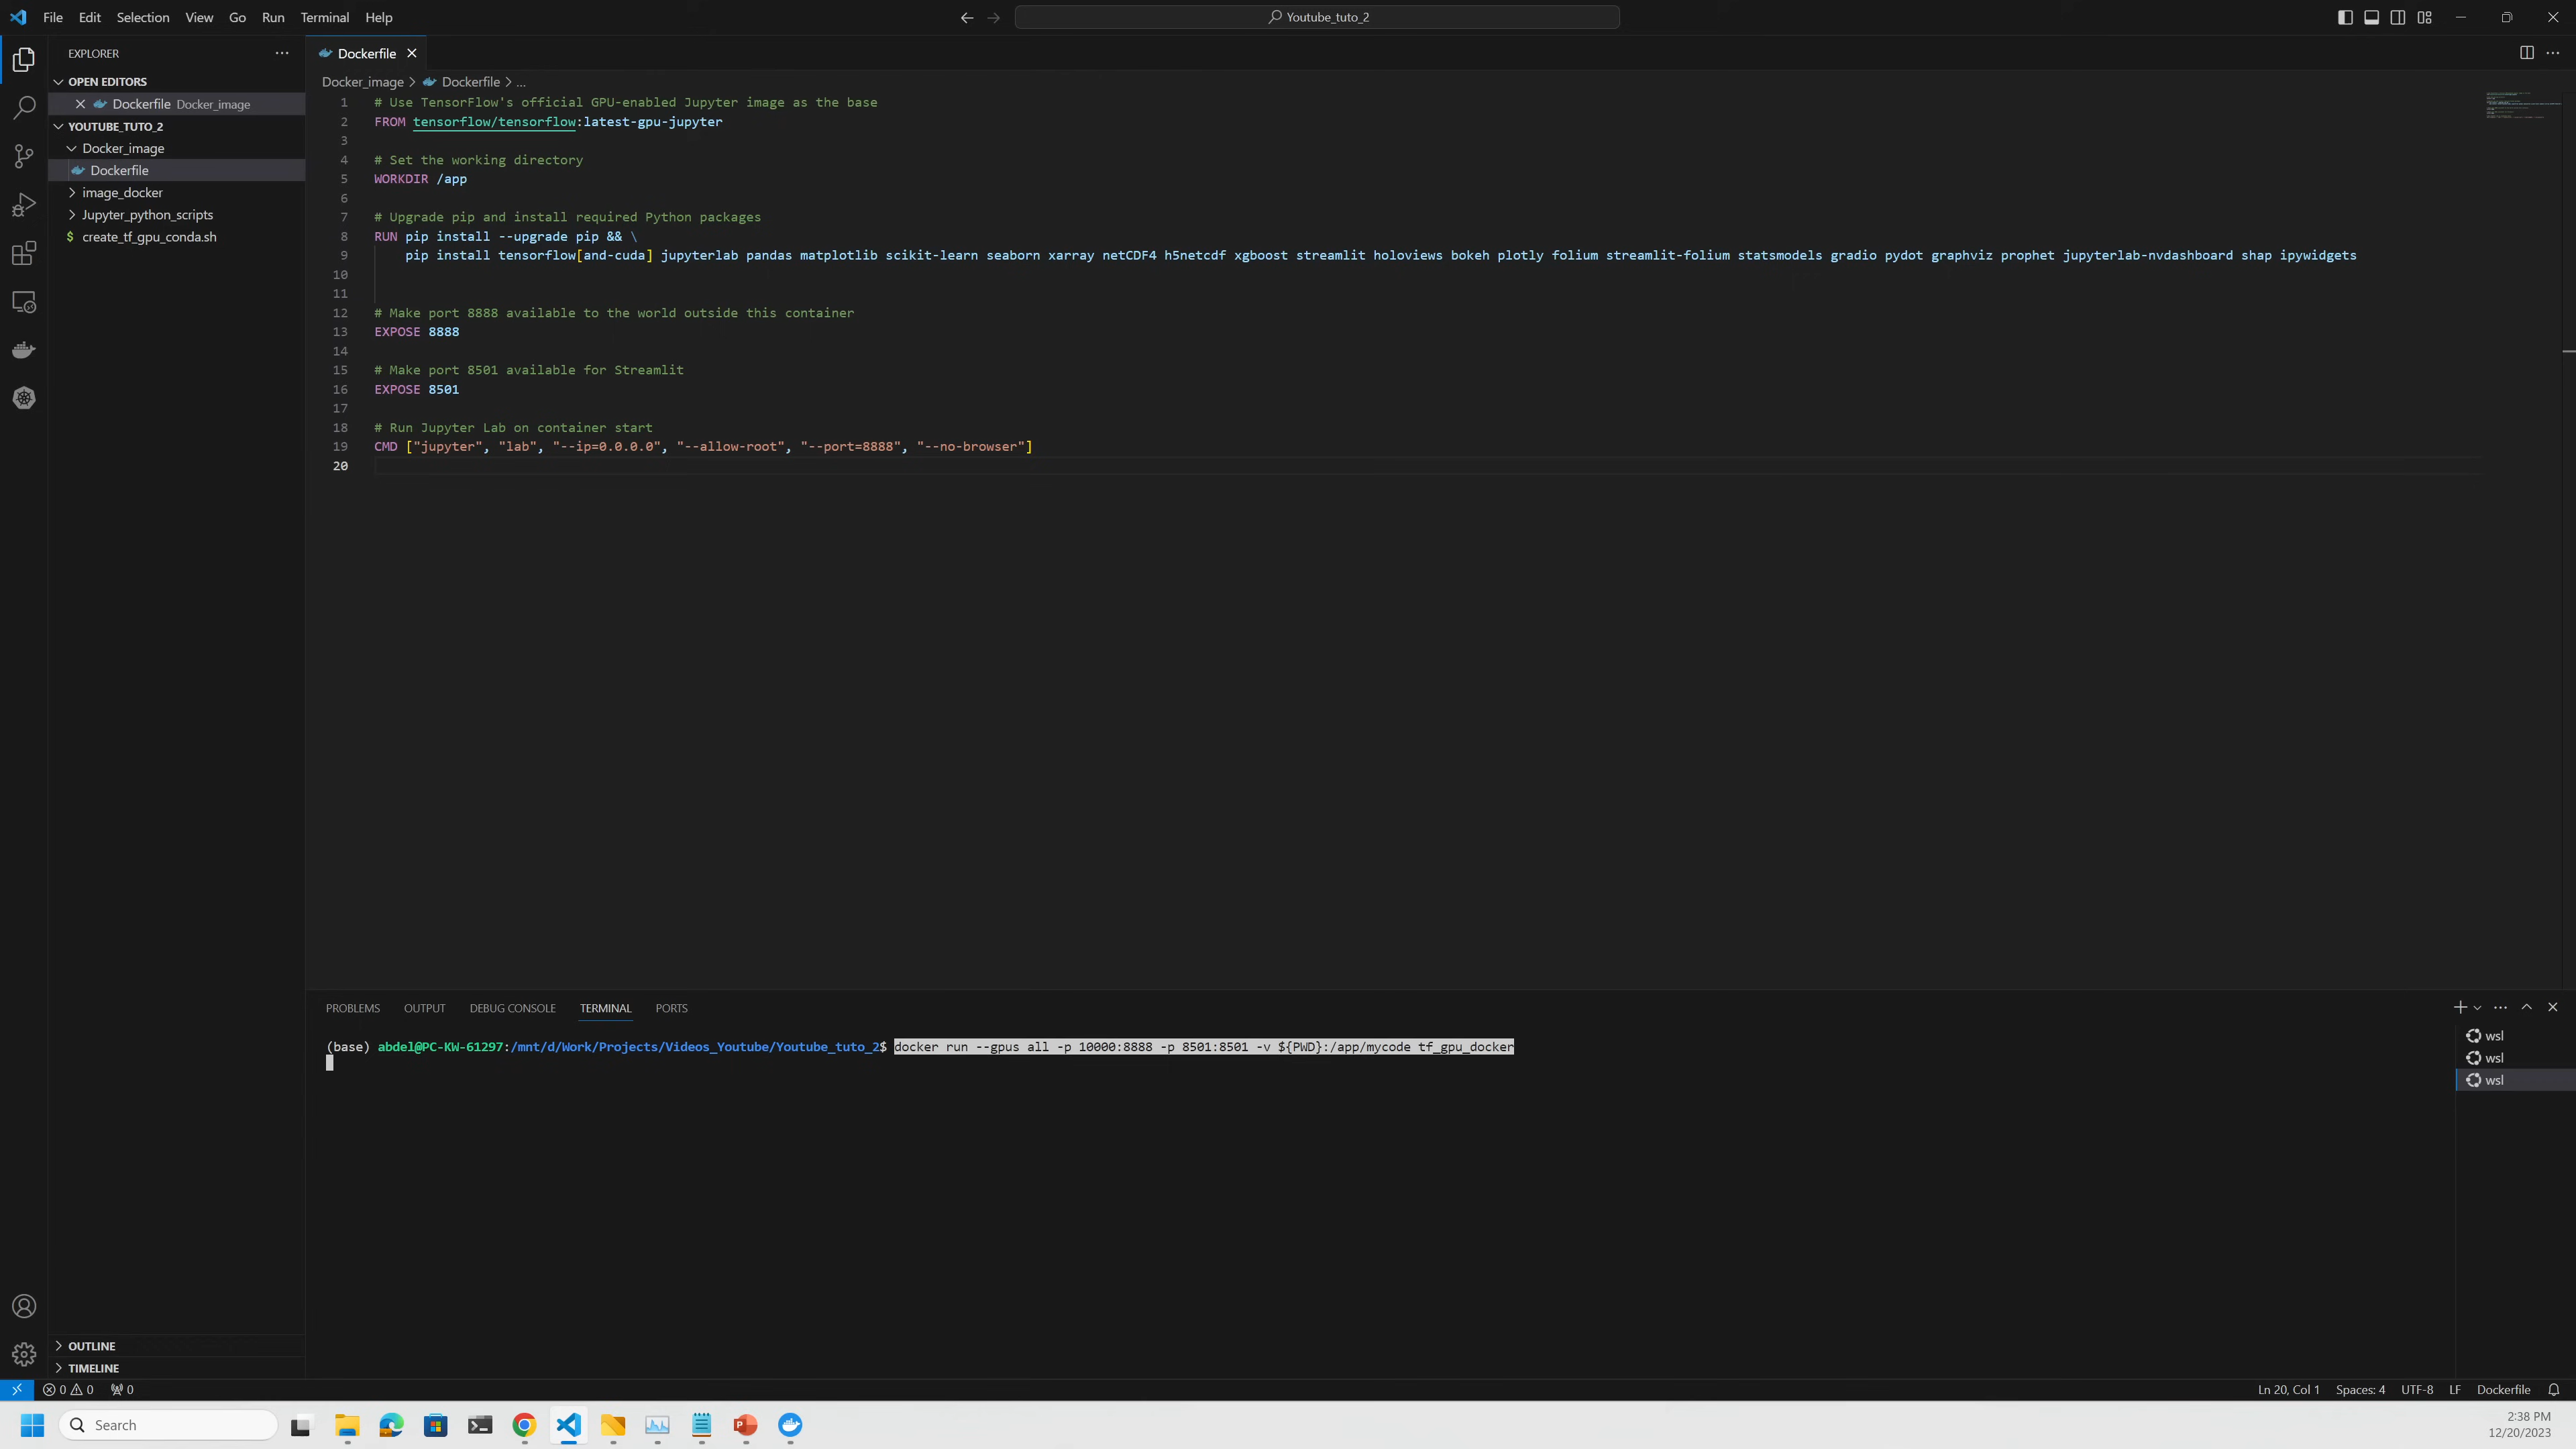 File Edit Selection View Go Run Terminal Help
Youtube_tuto_2
EXPLORER
OPEN EDITORS
Dockerfile Docker_image
YOUTUBE_TUTO_2
Docker_image
Dockerfile
image_docker
Jupyter_python_scripts
$ create_tf_gpu_conda.sh
OUTLINE
TIMELINE
Dockerfile
Docker_image > Dockerfile > ...
1 # Use TensorFlow's official GPU-enabled Jupyter image as the base
2 FROM tensorflow/tensorflow:latest-gpu-jupyter
3
4 # Set the working directory
5 WORKDIR /app
6
7 # Upgrade pip and install required Python packages
8 RUN pip install --upgrade pip && \
9 pip install tensorflow[and-cuda] jupyterlab pandas matplotlib scikit-learn seaborn xarray netCDF4 h5netcdf xgboost streamlit holoviews bokeh plotly folium streamlit-folium statsmodels gradio pydot graphviz prophet jupyterlab-nvdashboard shap ipywidgets
10
11
12 # Make port 8888 available to the world outside this container
13 EXPOSE 8888
14
15 # Make port 8501 available for Streamlit
16 EXPOSE 8501
17
18 # Run Jupyter Lab on container start
19 CMD ["jupyter", "lab", "--ip=0.0.0.0", "--allow-root", "--port=8888", "--no-browser"]
20
PROBLEMS OUTPUT DEBUG CONSOLE TERMINAL PORTS
(base) abdel@PC-KW-61297:/mnt/d/Work/Projects/Videos_Youtube/Youtube_tuto_2$ docker run --gpus all -p 10000:8888 -p 8501:8501 -v ${PWD}:/app/mycode tf_gpu_docker
wsl
wsl
wsl
0 0 0
Ln 20, Col 1 Spaces: 4 UTF-8 LF Dockerfile
Search
2:38 PM
12/20/2023